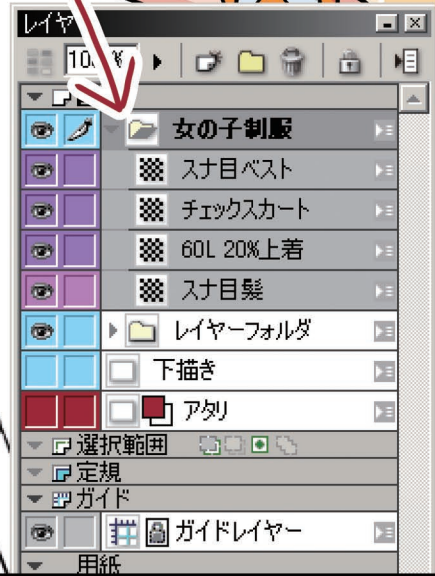 レイヤ
10 %
女の子制服
スナ目ベスト
チェックスカート
60L 20%上着
スナ目髪
レイヤーフォルダ
下描き
アタリ
選択範囲
定規
ガイド
ガイドレイヤー
用紙